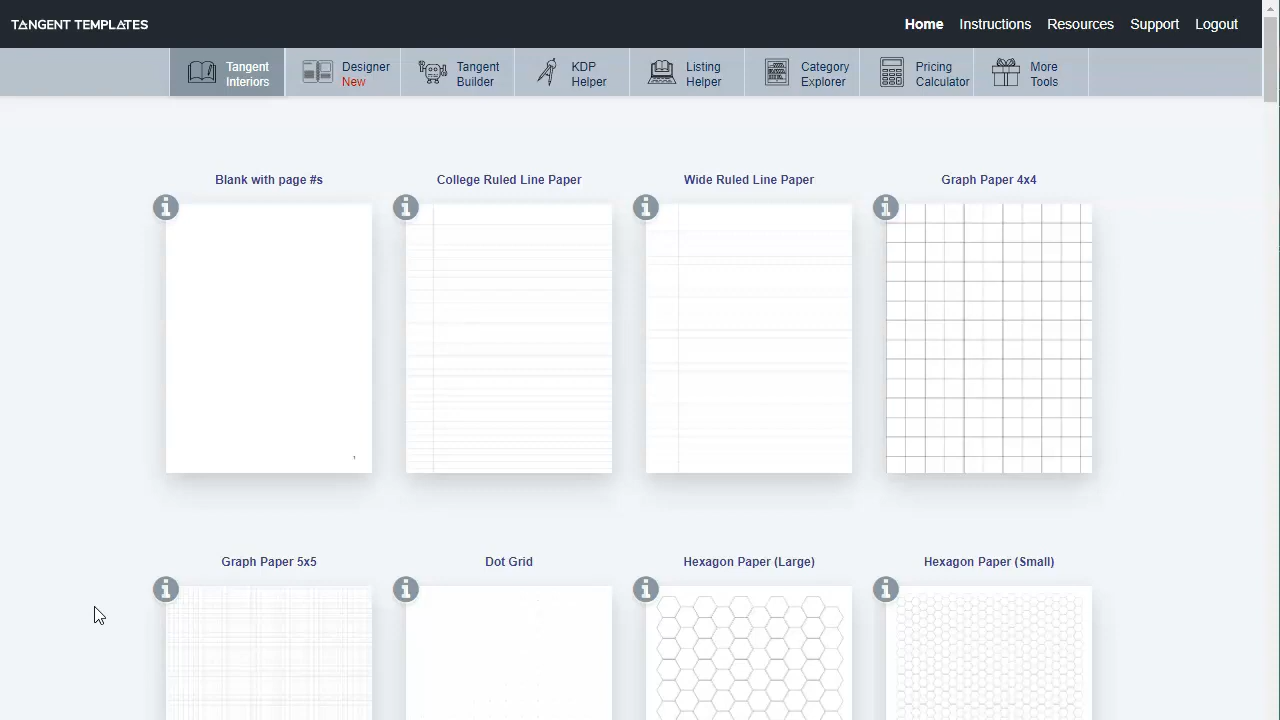 TANGENT TEMPLATES
Home Instructions Resources Support Logout
Tangent Interiors
Designer New
Tangent Builder
KDP Helper
Listing Helper
Category Explorer
Pricing Calculator
More Tools
Blank with page #s
College Ruled Line Paper
Wide Ruled Line Paper
Graph Paper 4x4
Graph Paper 5x5
Dot Grid
Hexagon Paper (Large)
Hexagon Paper (Small)